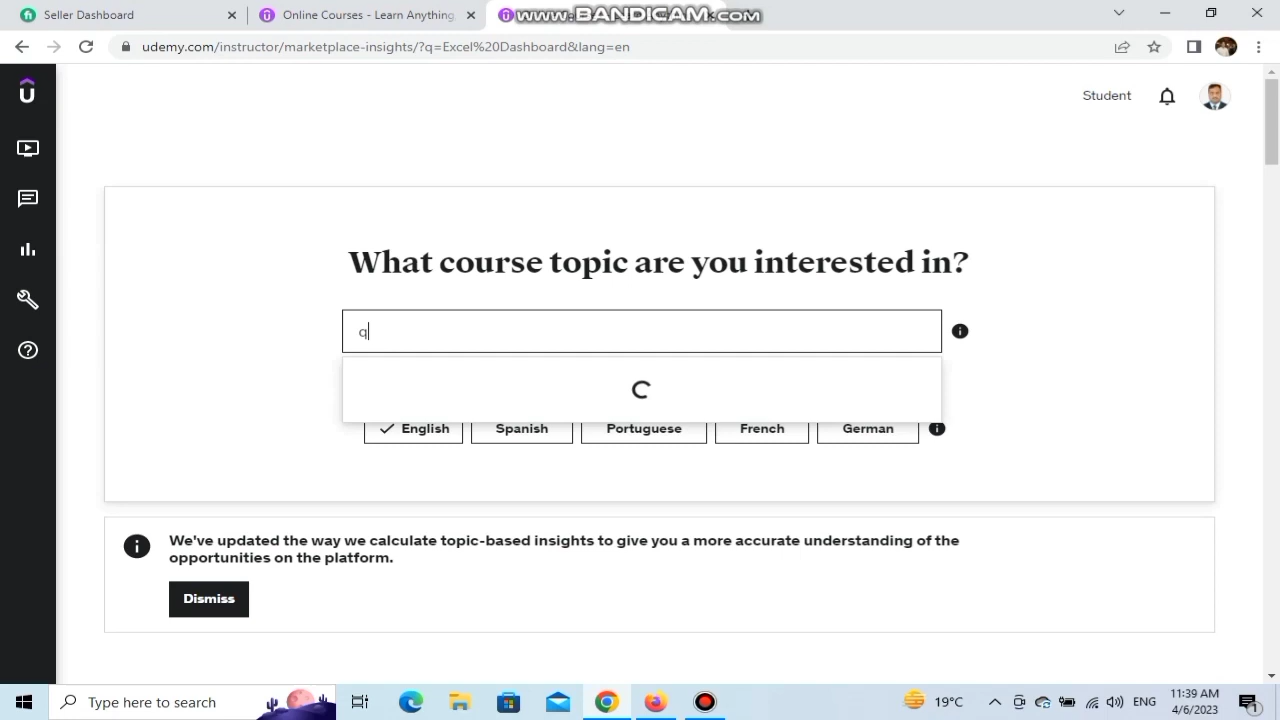 Seller
Online Courses - Learn Anything,
www.BANDICAM.com
udemy.com/instructor/marketplace-insights/?q=Excel%20Dashboard&lang=en
Student
What course topic are you interested in?
q
English
Spanish
Portuguese
French
German
We've updated the way we calculate topic-based insights to give you a more accurate understanding of the
opportunities on the platform.
Dismiss
Type here to search
19°C
ENG
11:39 AM
4/6/2023
1